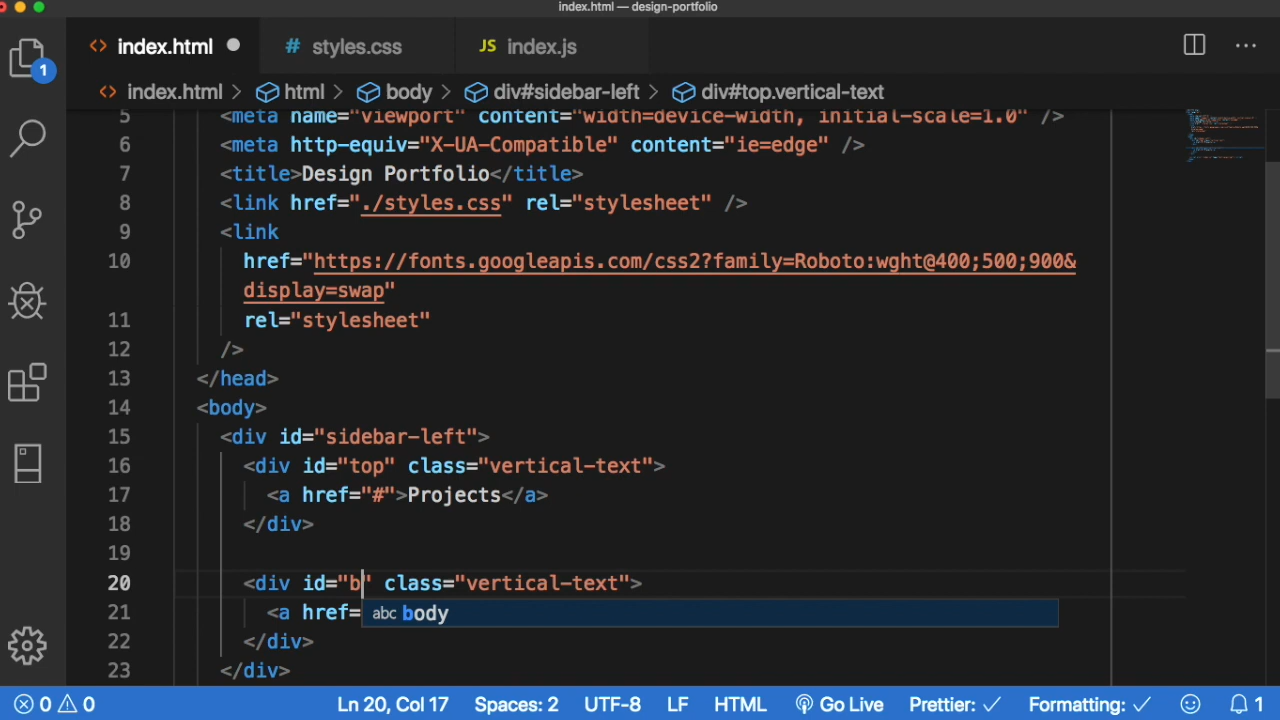 index.html — design-portfolio
<> index.html # styles.css JS index.js
1
<> index.html > html > body > div#sidebar-left > div#top.vertical-text
5 <meta name="viewport" content="width=device-width, initial-scale=1.0" />
6 <meta http-equiv="X-UA-Compatible" content="ie=edge" />
7 <title>Design Portfolio</title>
8 <link href="./styles.css" rel="stylesheet" />
9 <link
10 href="https://fonts.googleapis.com/css2?family=Roboto:wght@400;500;900&
display=swap"
11 rel="stylesheet"
12 />
13 </head>
14 <body>
15 <div id="sidebar-left">
16 <div id="top" class="vertical-text">
17 <a href="#">Projects</a>
18 </div>
19
20 <div id="b" class="vertical-text">
21 <a href= abc body
22 </div>
23 </div>
0 0 Ln 20, Col 17 Spaces: 2 UTF-8 LF HTML Go Live Prettier: ✓ Formatting: ✓ 1